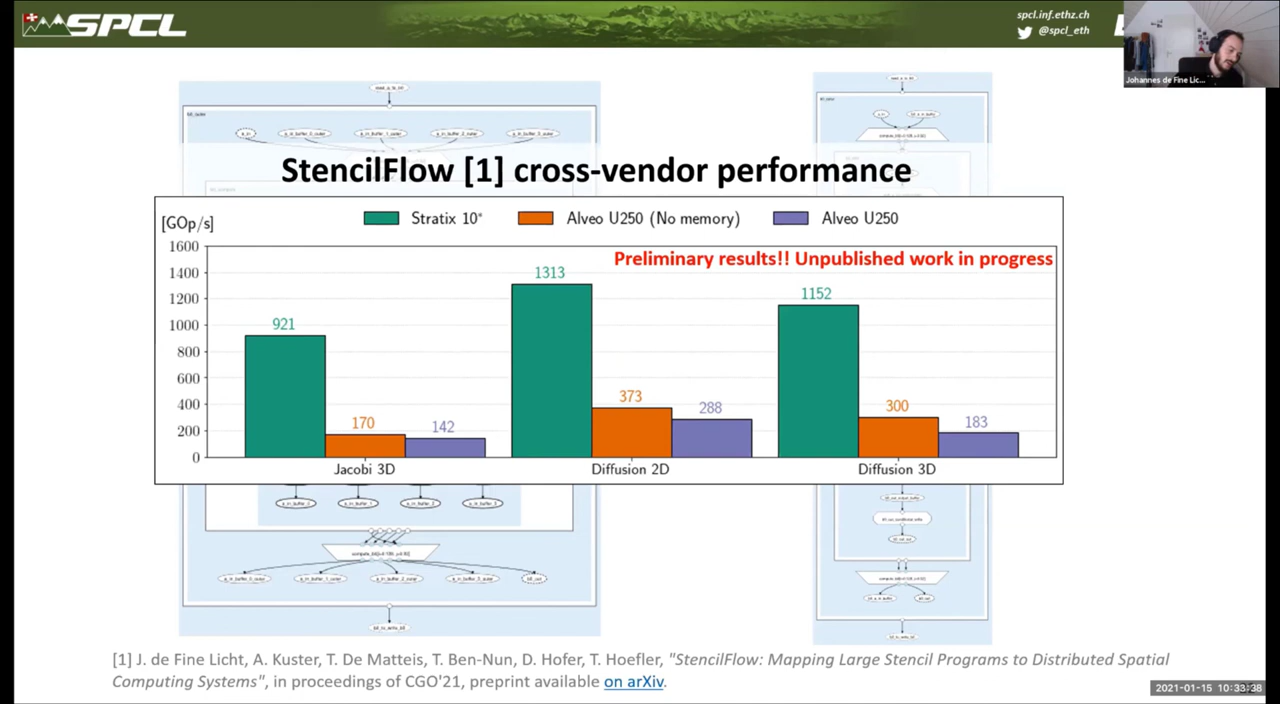 SPCL
spcl.inf.ethz.ch
@spcl_eth
Johannes de Fine Lic...
StencilFlow [1] cross-vendor performance
[GOp/s]
Stratix 10*
Alveo U250 (No memory)
Alveo U250
Preliminary results!! Unpublished work in progress
1600
1400
1200
1000
800
600
400
200
0
921
170
142
1313
373
288
1152
300
183
Jacobi 3D
Diffusion 2D
Diffusion 3D
[1] J. de Fine Licht, A. Kuster, T. De Matteis, T. Ben-Nun, D. Hofer, T. Hoefler, "StencilFlow: Mapping Large Stencil Programs to Distributed Spatial
Computing Systems", in proceedings of CGO'21, preprint available on arXiv.
2021-01-15 10:33:38